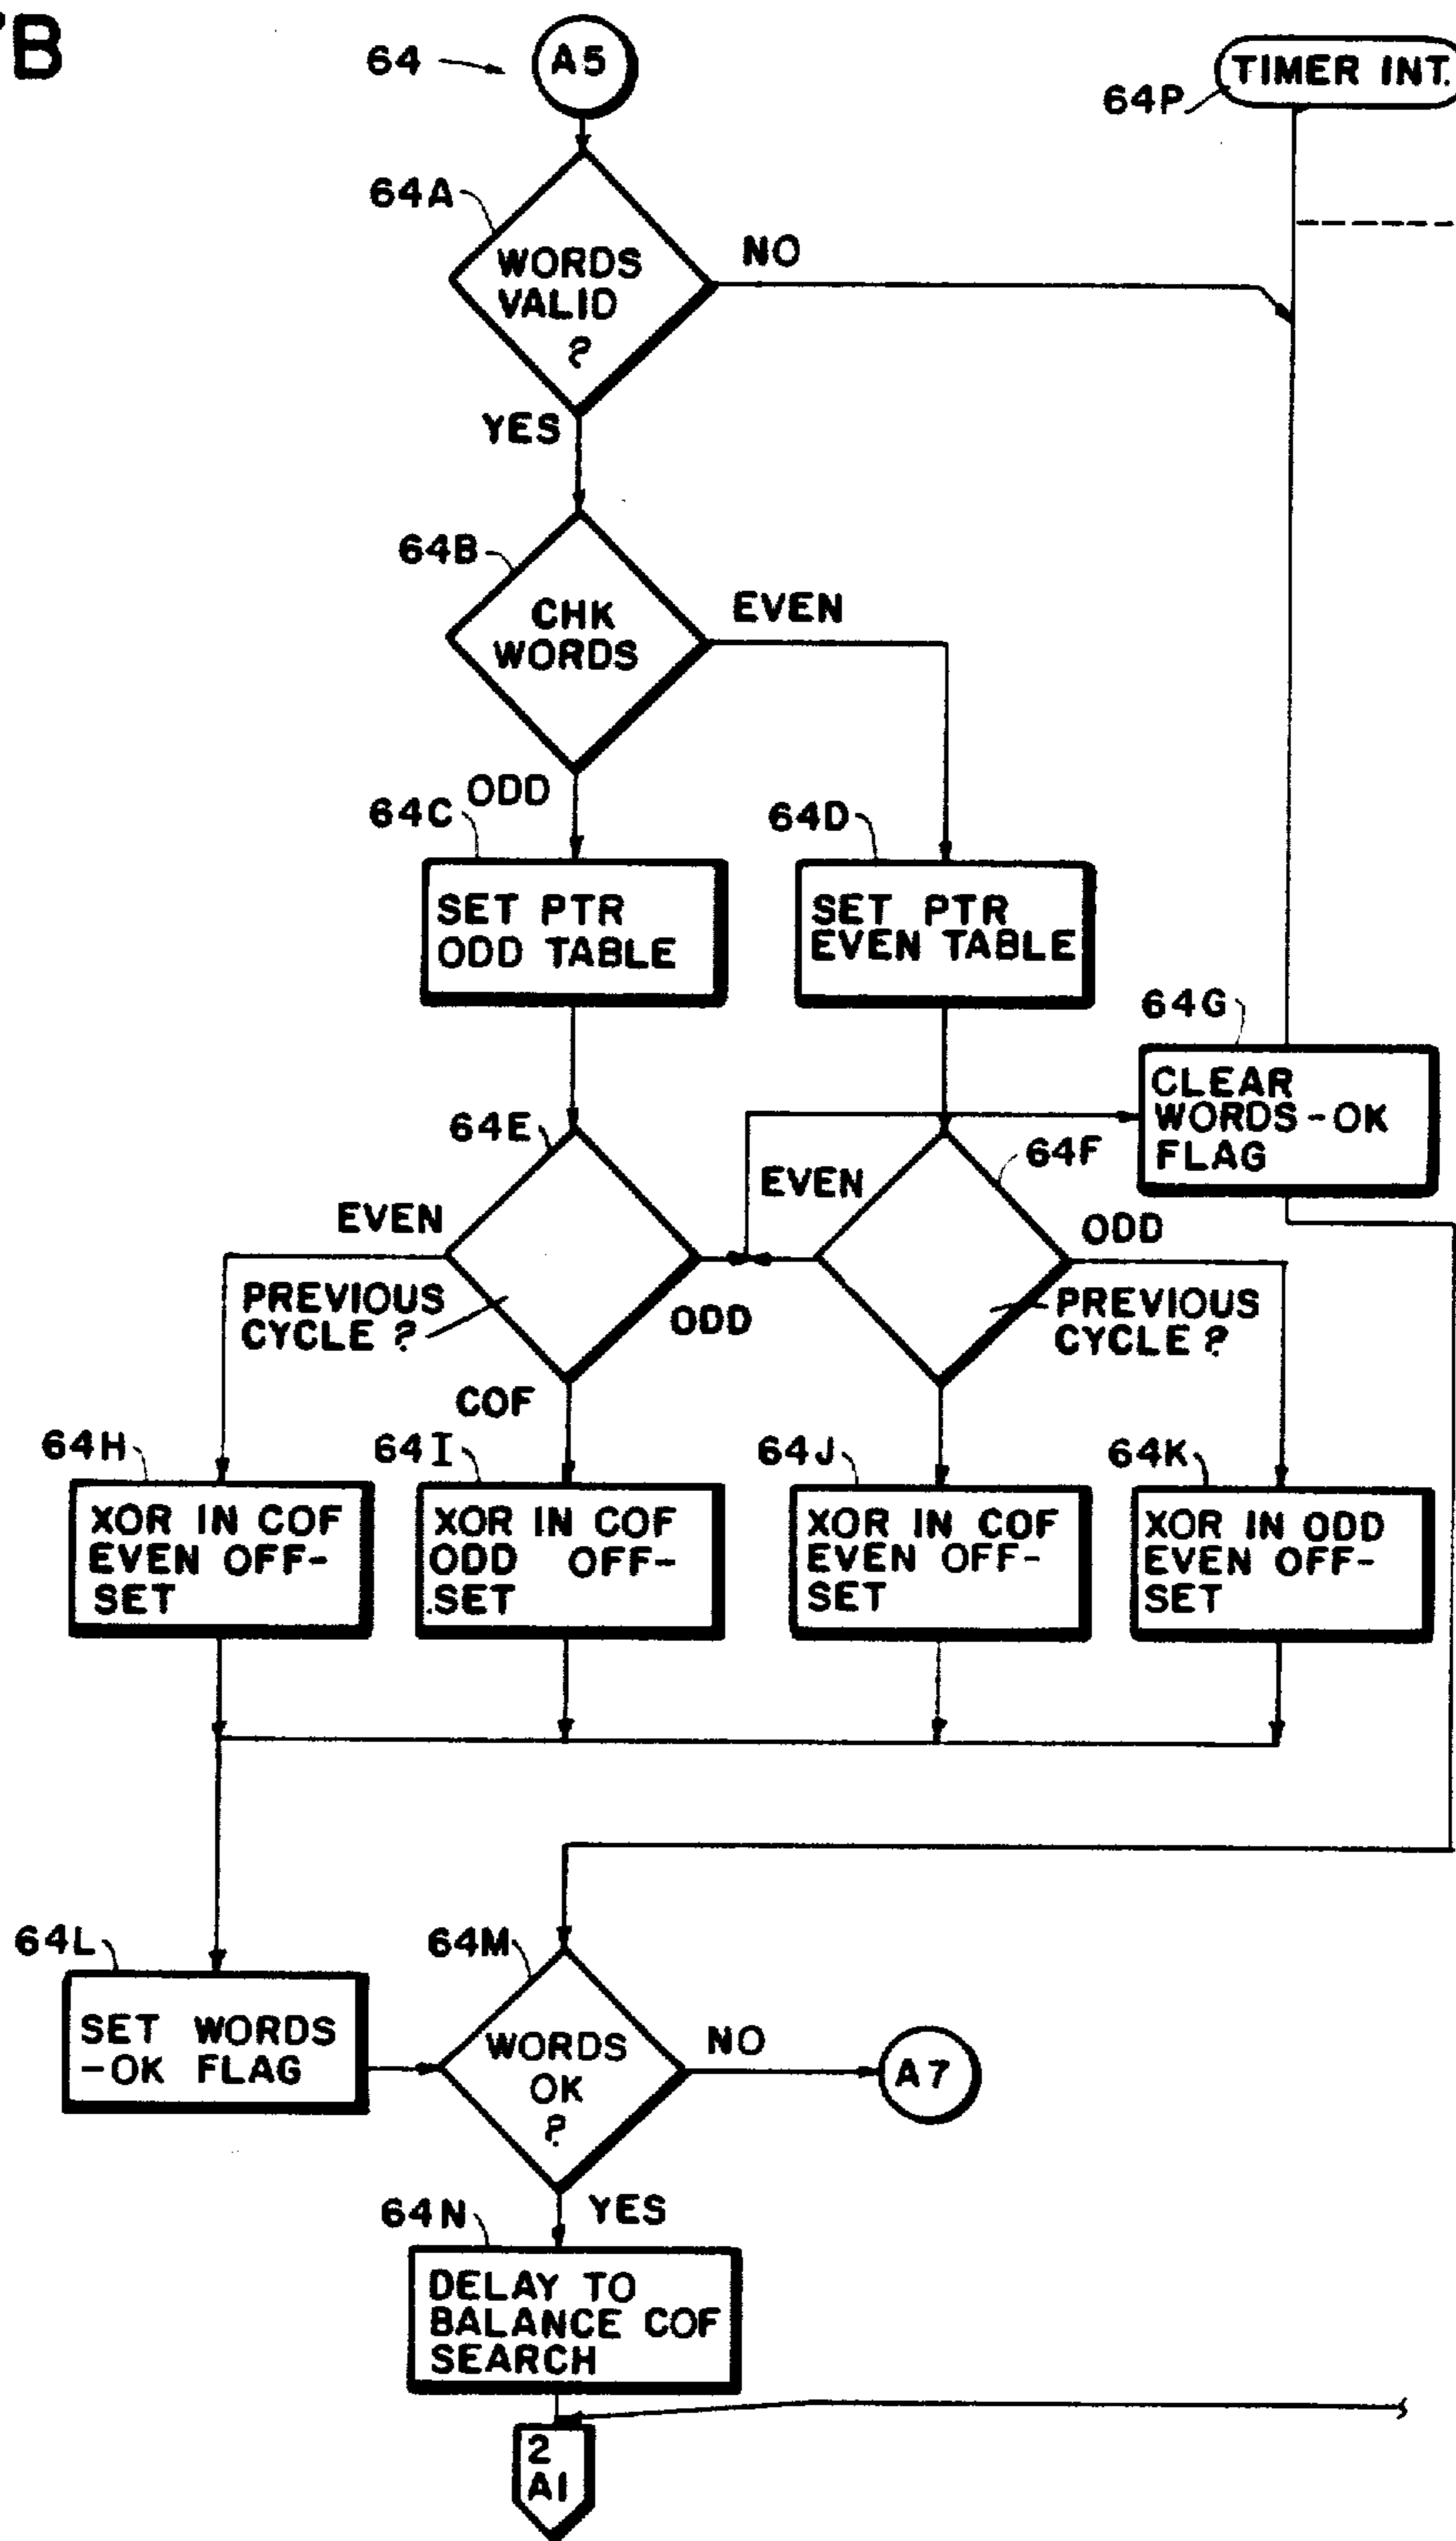 7B
64
A5
TIMER INT.
64P
64A
WORDS
VALID
?
NO
YES
64B
CHK
WORDS
EVEN
ODD
64C
64D
SET PTR
ODD TABLE
SET PTR
EVEN TABLE
64G
CLEAR
WORDS-OK
FLAG
64E
64F
EVEN
EVEN
ODD
PREVIOUS
CYCLE ?
ODD
PREVIOUS
CYCLE ?
COF
64H
64I
64J
64K
XOR IN COF
EVEN OFF-
SET
XOR IN COF
ODD OFF-
SET
XOR IN COF
EVEN OFF-
SET
XOR IN ODD
EVEN OFF-
SET
64L
64M
SET WORDS
-OK FLAG
WORDS
OK
?
NO
A7
YES
64N
DELAY TO
BALANCE COF
SEARCH
2
A1